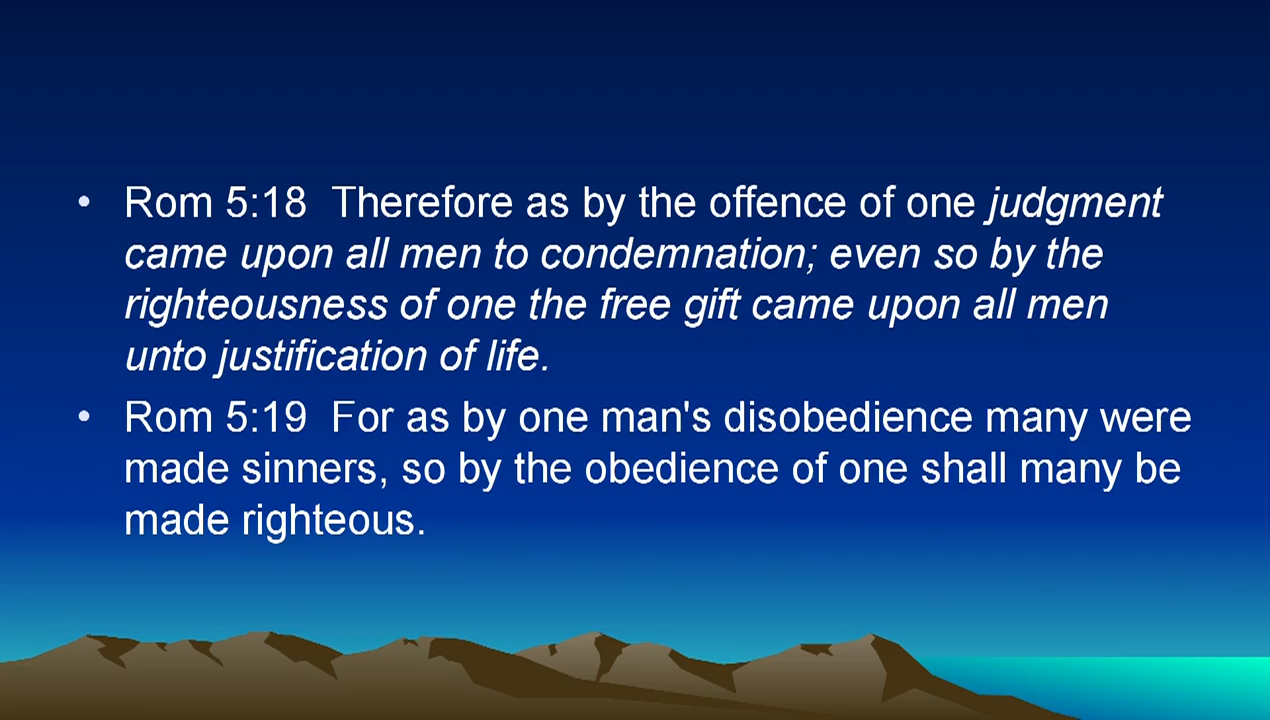 • Rom 5:18  Therefore as by the offence of one judgment
came upon all men to condemnation; even so by the
righteousness of one the free gift came upon all men
unto justification of life.
• Rom 5:19  For as by one man's disobedience many were
made sinners, so by the obedience of one shall many be
made righteous.